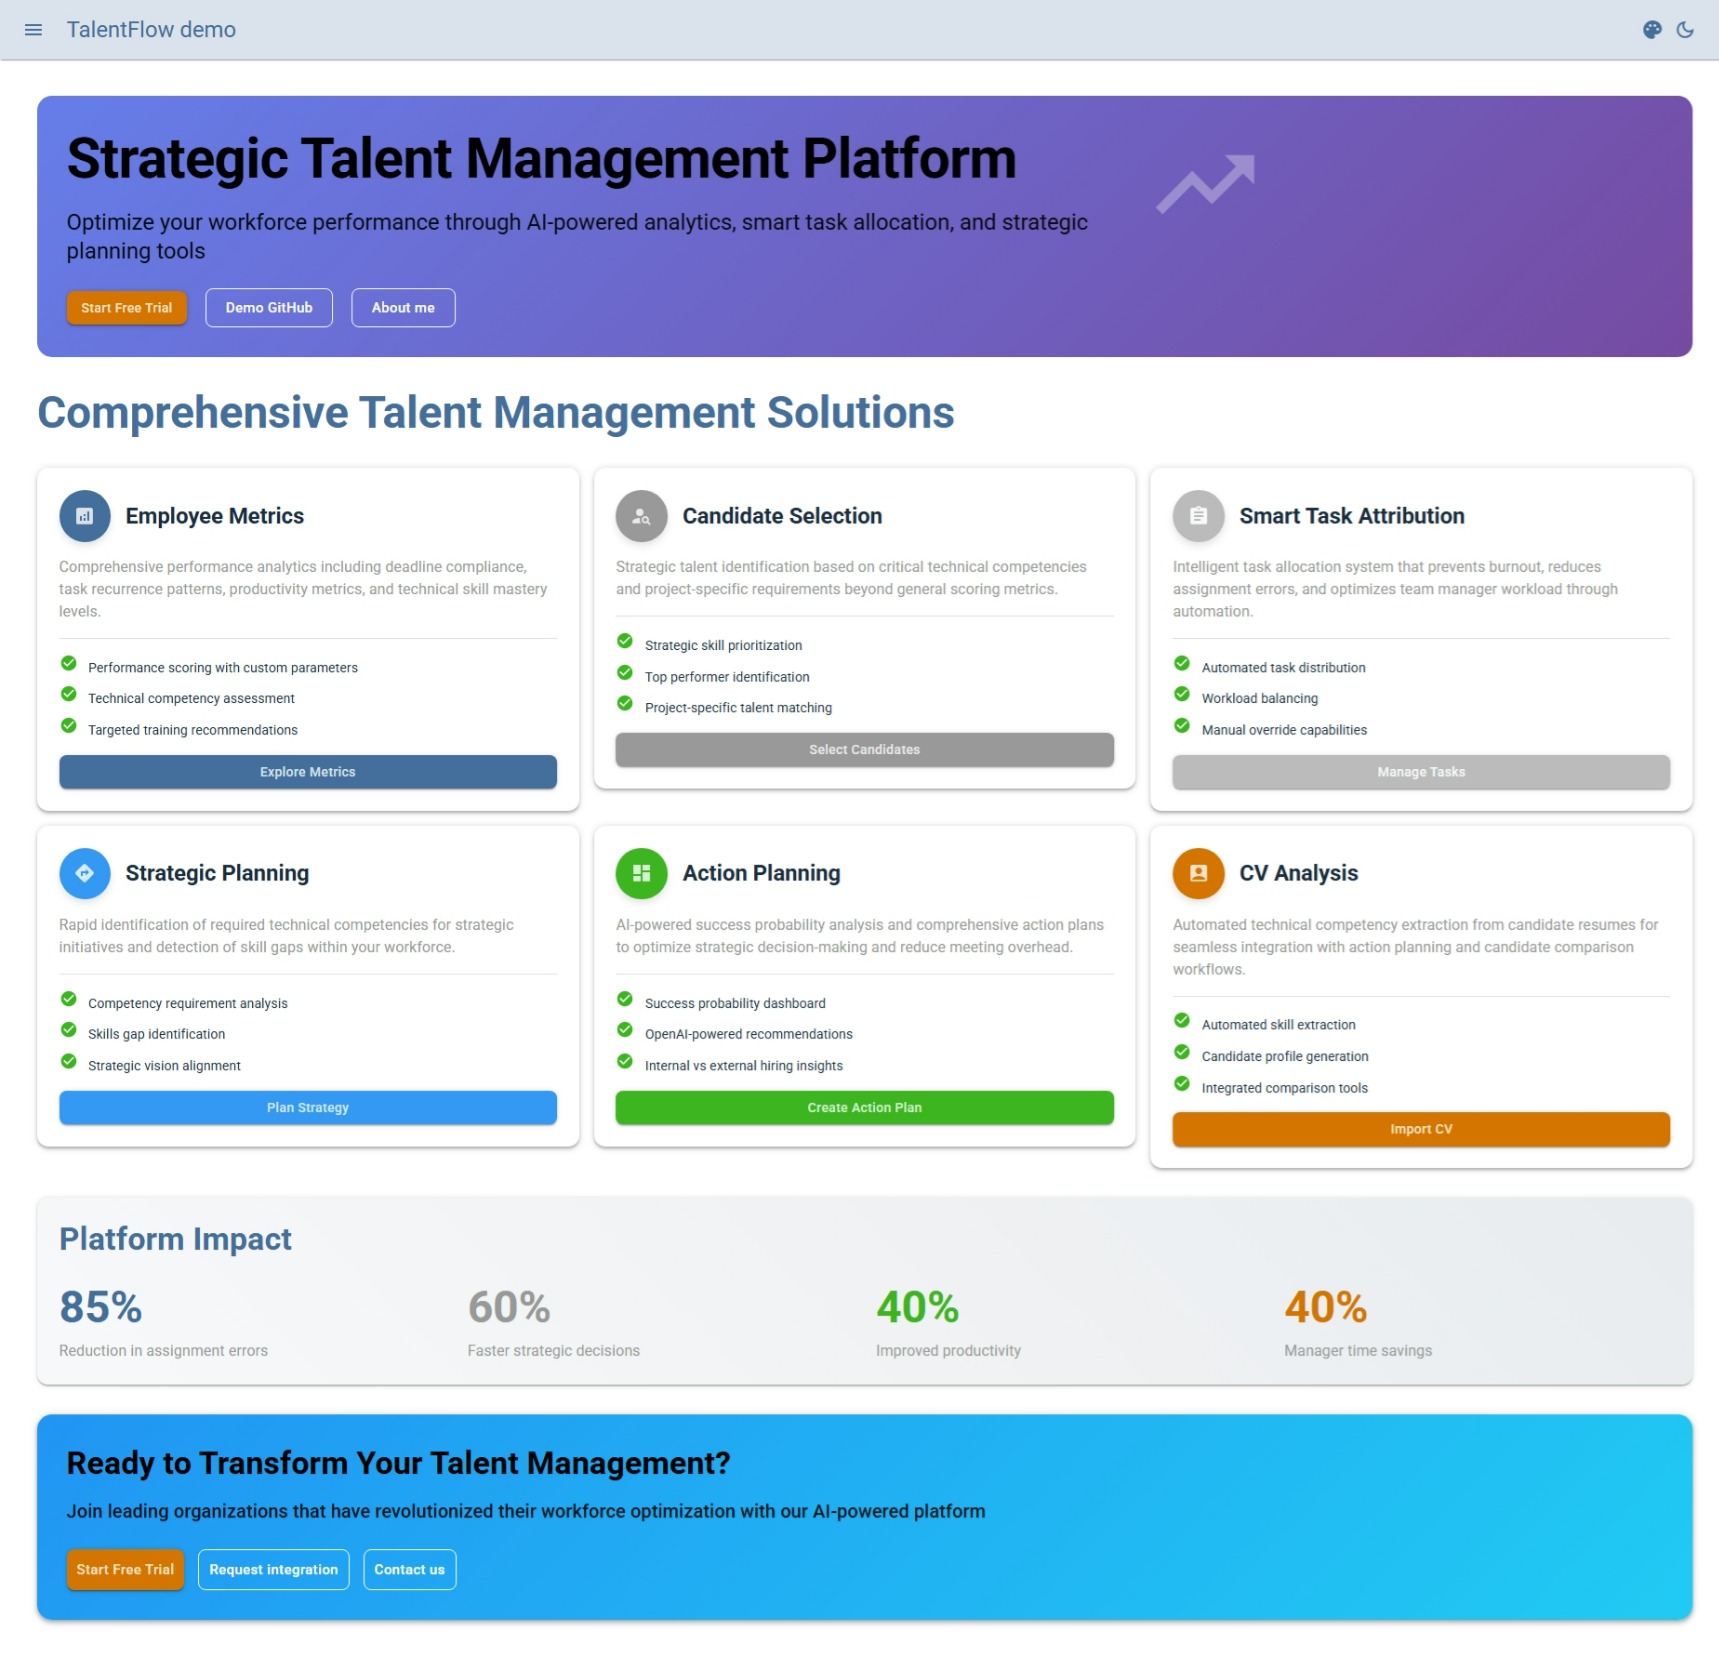 TalentFlow demo
Strategic Talent Management Platform
Optimize your workforce performance through AI-powered analytics, smart task allocation, and strategic
planning tools
Start Free Trial
Demo GitHub
About me
Comprehensive Talent Management Solutions
Employee Metrics
Comprehensive performance analytics including deadline compliance,
task recurrence patterns, productivity metrics, and technical skill mastery
levels.
Performance scoring with custom parameters
Technical competency assessment
Targeted training recommendations
Explore Metrics
Candidate Selection
Strategic talent identification based on critical technical competencies
and project-specific requirements beyond general scoring metrics.
Strategic skill prioritization
Top performer identification
Project-specific talent matching
Select Candidates
Smart Task Attribution
Intelligent task allocation system that prevents burnout, reduces
assignment errors, and optimizes team manager workload through
automation.
Automated task distribution
Workload balancing
Manual override capabilities
Manage Tasks
Strategic Planning
Rapid identification of required technical competencies for strategic
initiatives and detection of skill gaps within your workforce.
Competency requirement analysis
Skills gap identification
Strategic vision alignment
Plan Strategy
Action Planning
AI-powered success probability analysis and comprehensive action plans
to optimize strategic decision-making and reduce meeting overhead.
Success probability dashboard
OpenAI-powered recommendations
Internal vs external hiring insights
Create Action Plan
CV Analysis
Automated technical competency extraction from candidate resumes for
seamless integration with action planning and candidate comparison
workflows.
Automated skill extraction
Candidate profile generation
Integrated comparison tools
Import CV
Platform Impact
85%
Reduction in assignment errors
60%
Faster strategic decisions
40%
Improved productivity
40%
Manager time savings
Ready to Transform Your Talent Management?
Join leading organizations that have revolutionized their workforce optimization with our AI-powered platform
Start Free Trial
Request integration
Contact us